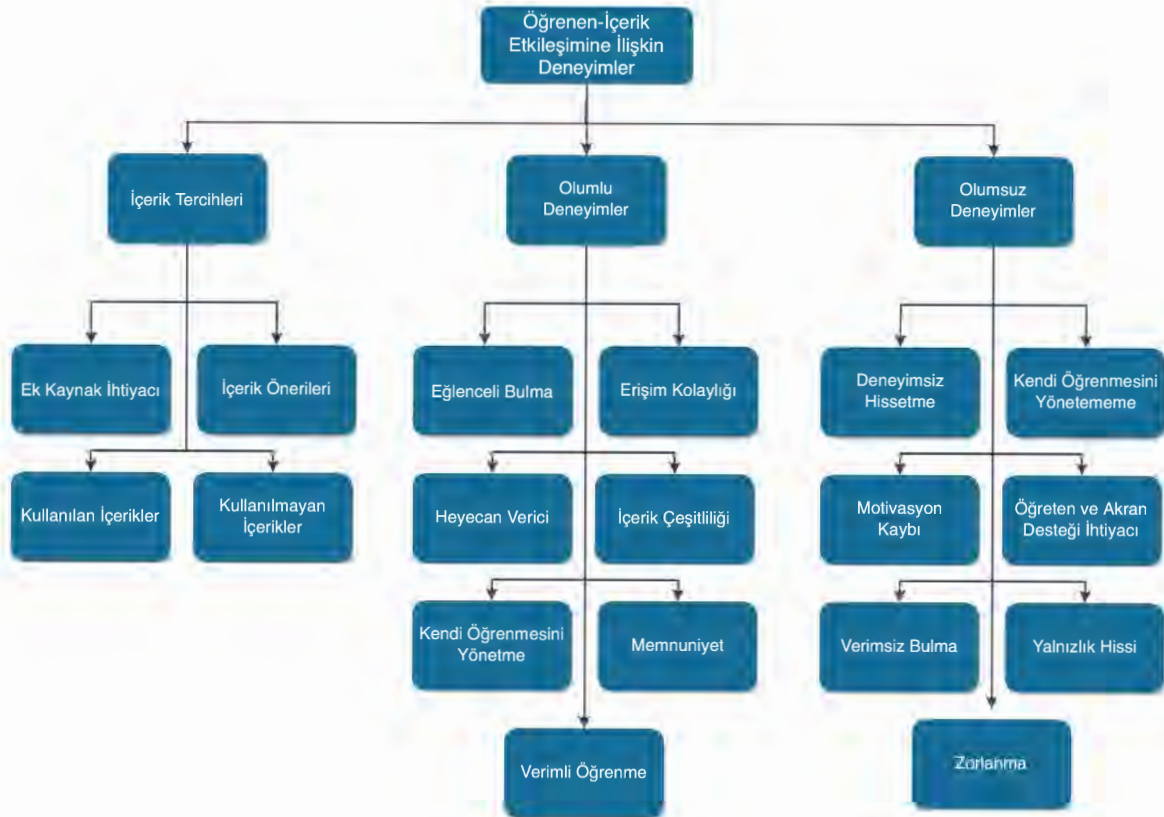 Öğrenen-İçerik
Etkileşimine İlişkin
Deneyimler
İçerik Tercihleri
Olumlu
Deneyimler
Olumsuz
Deneyimler
Ek Kaynak İhtiyacı
İçerik Önerileri
Eğlenceli Bulma
Erişim Kolaylığı
Deneyimsiz
Hissetme
Kendi Öğrenmesini
Yönetememe
Kullanılan İçerikler
Kullanılmayan
İçerikler
Heyecan Verici
İçerik Çeşitliliği
Motivasyon
Kaybı
Öğreten ve Akran
Desteği İhtiyacı
Kendi Öğrenmesini
Yönetme
Memnuniyet
Verimsiz Bulma
Yalnızlık Hissi
Verimli Öğrenme
Zorlanma